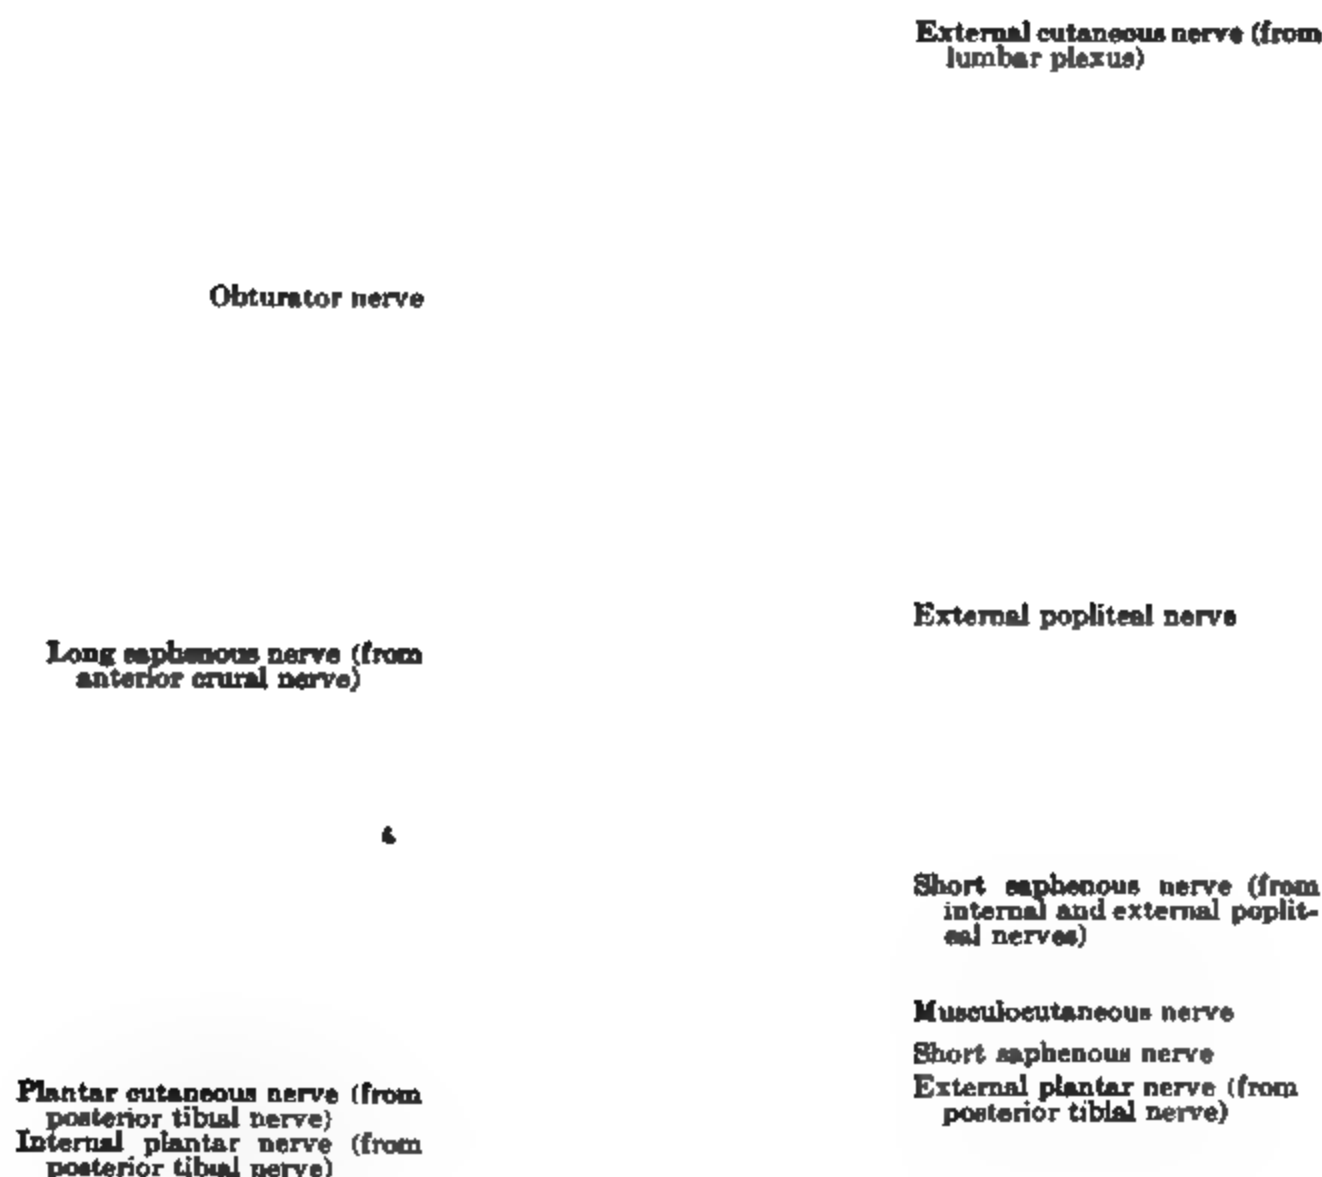 External cutaneous nerve (from
lumbar plexus)
Obturator nerve
External popliteal nerve
Long saphenous nerve (from
anterior crural nerve)
Short saphenous nerve (from
internal and external poplit-
eal nerves)
Musculocutaneous nerve
Short saphenous nerve
External plantar nerve (from
posterior tibial nerve)
Plantar cutaneous nerve (from
posterior tibial nerve)
Internal plantar nerve (from
posterior tibial nerve)